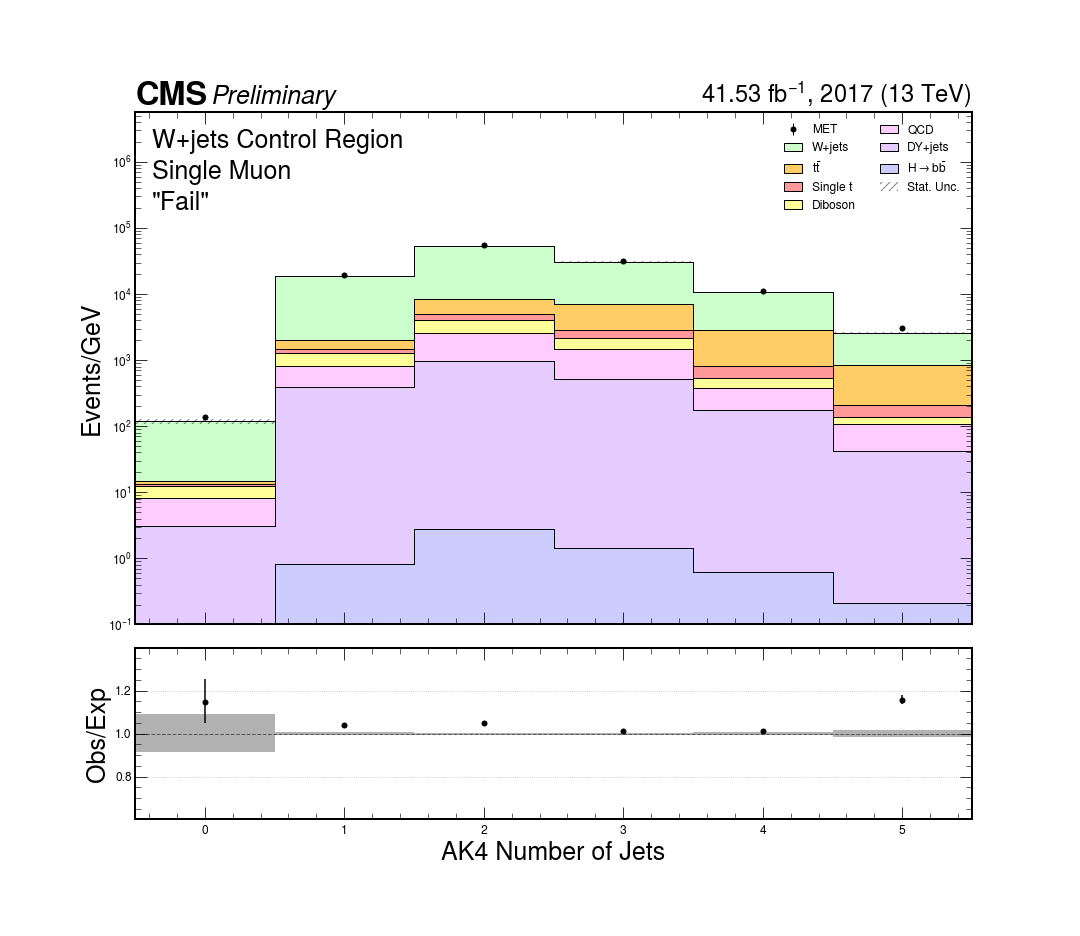 CMS Preliminary
41.53 fb⁻¹, 2017 (13 TeV)
W+jets Control Region
Single Muon
"Fail"
MET
W+jets
tt̄
Single t
Diboson
QCD
DY+jets
H→bb̄
Stat. Unc.
Events/GeV
10⁶
10⁵
10⁴
10³
10²
10¹
10⁰
10⁻¹
Obs/Exp
1.2
1.0
0.8
0 1 2 3 4 5
AK4 Number of Jets